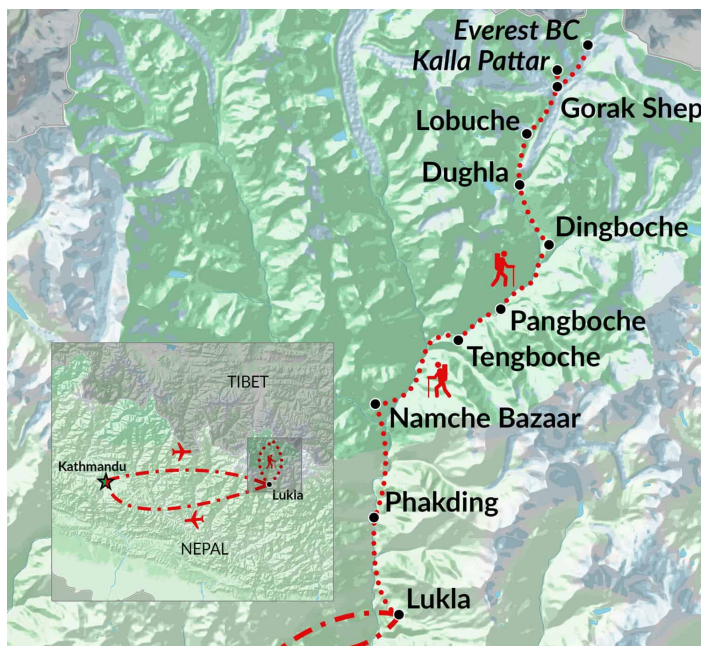 Everest BC
Kalla Pattar
Gorak Shep
Lobuche
Dughla
Dingboche
Pangboche
Tengboche
Namche Bazaar
Phakding
Lukla
TIBET
Kathmandu
Lukla
NEPAL